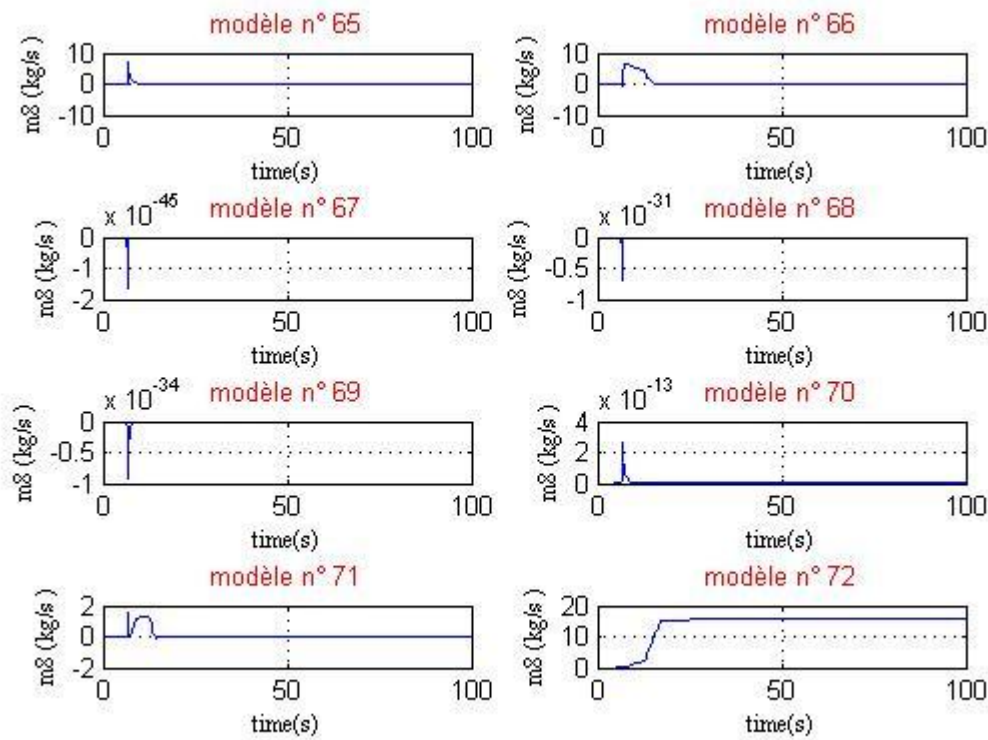 modèle n° 65
m8 (kg/s )
10
0
-10
0
50
100
time(s)
modèle n° 66
m8 (kg/s )
10
0
-10
0
50
100
time(s)
x 10^-45
modèle n° 67
m8 (kg/s )
0
-1
-2
0
50
100
time(s)
x 10^-31
modèle n° 68
m8 (kg/s )
0
-0.5
-1
0
50
100
time(s)
x 10^-34
modèle n° 69
m8 (kg/s )
0
-0.5
-1
0
50
100
time(s)
x 10^-13
modèle n° 70
m8 (kg/s )
4
2
0
0
50
100
time(s)
modèle n° 71
m8 (kg/s )
2
0
-2
0
50
100
time(s)
modèle n° 72
m8 (kg/s )
20
10
0
0
50
100
time(s)